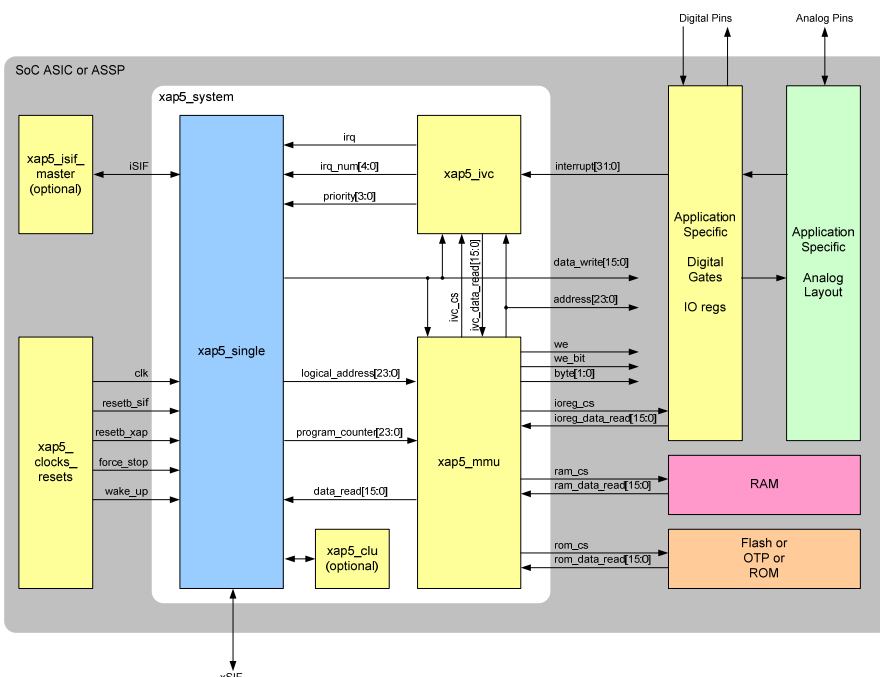 Digital Pins
Analog Pins
SoC ASIC or ASSP
xap5_system
xap5_isif_
master
(optional)
iSIF
xap5_single
irq
irq_num[4:0]
priority[3:0]
xap5_ivc
interrupt[31:0]
Application
Specific
Digital
Gates
IO regs
Application
Specific
Analog
Layout
data_write[15:0]
address[23:0]
ivc_cs
ivc_data_read[15:0]
we
we_bit
byte[1:0]
ioreg_cs
ioreg_data_read[15:0]
xap5_
clocks_
resets
clk
resetb_sif
resetb_xap
force_stop
wake_up
logical_address[23:0]
program_counter[23:0]
data_read[15:0]
xap5_mmu
xap5_clu
(optional)
ram_cs
ram_data_read[15:0]
RAM
rom_cs
rom_data_read[15:0]
Flash or
OTP or
ROM